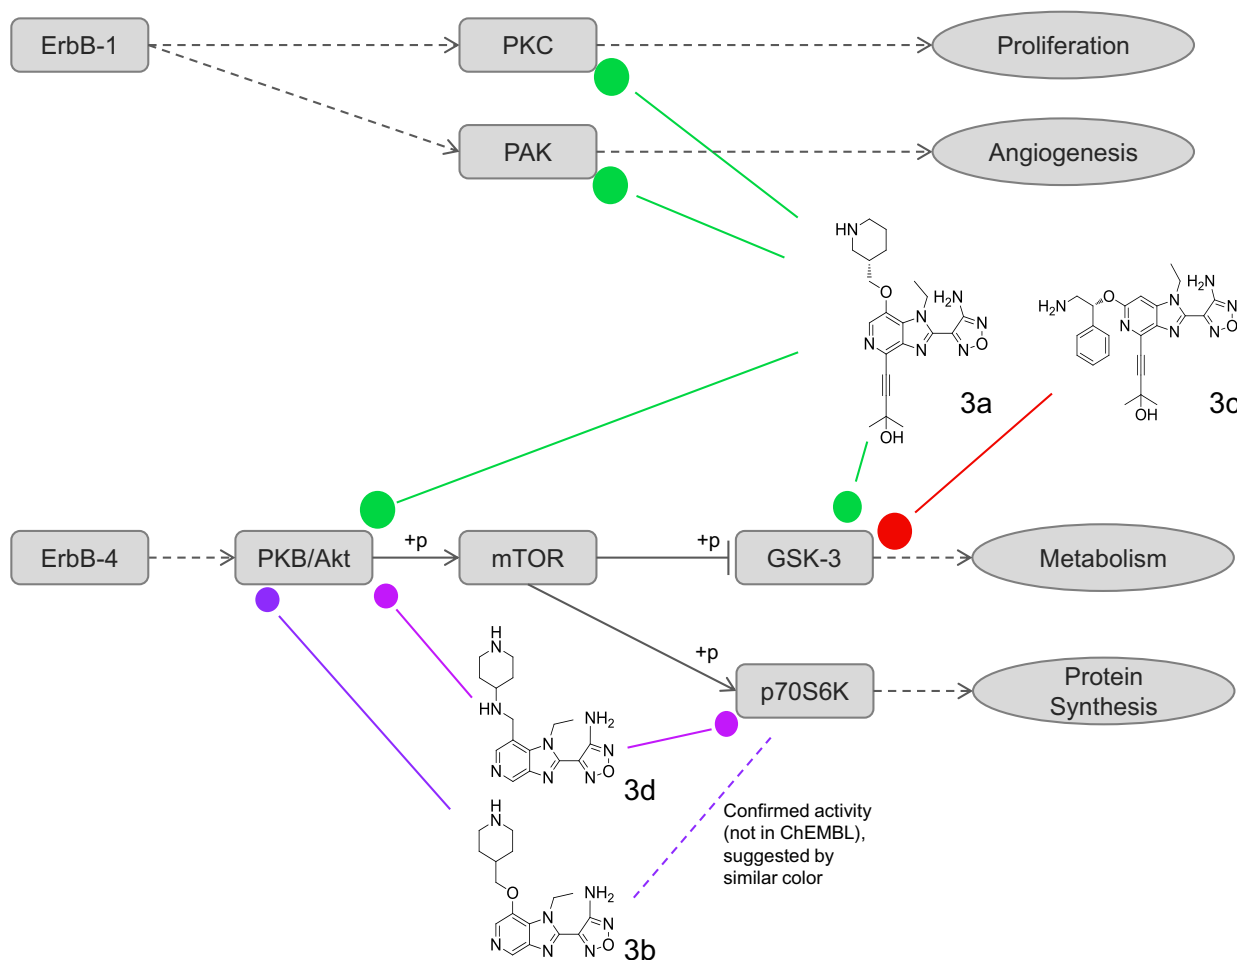 ErbB-1
PKC
Proliferation
PAK
Angiogenesis
HN
O
N
H2N
N
O
N
N
N
3a
OH
H2N
O
N
H2N
N
O
N
N
N
3c
OH
ErbB-4
PKB/Akt
+p
mTOR
+p
GSK-3
Metabolism
+p
p70S6K
Protein
Synthesis
H
N
HN
N
NH2
N
O
N
N
N
3d
Confirmed activity
(not in ChEMBL),
suggested by
similar color
H
N
O
N
NH2
N
O
N
N
N
3b